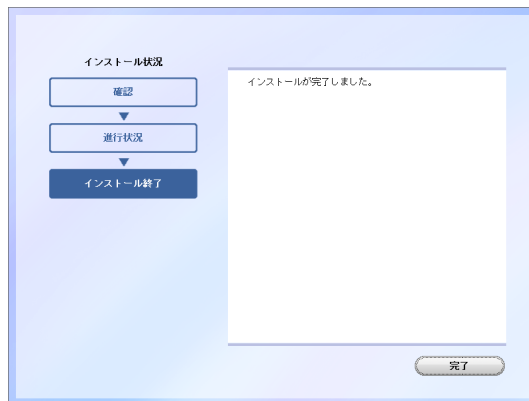 インストール状況
確認
進行状況
インストール終了
インストールが完了しました。
完了